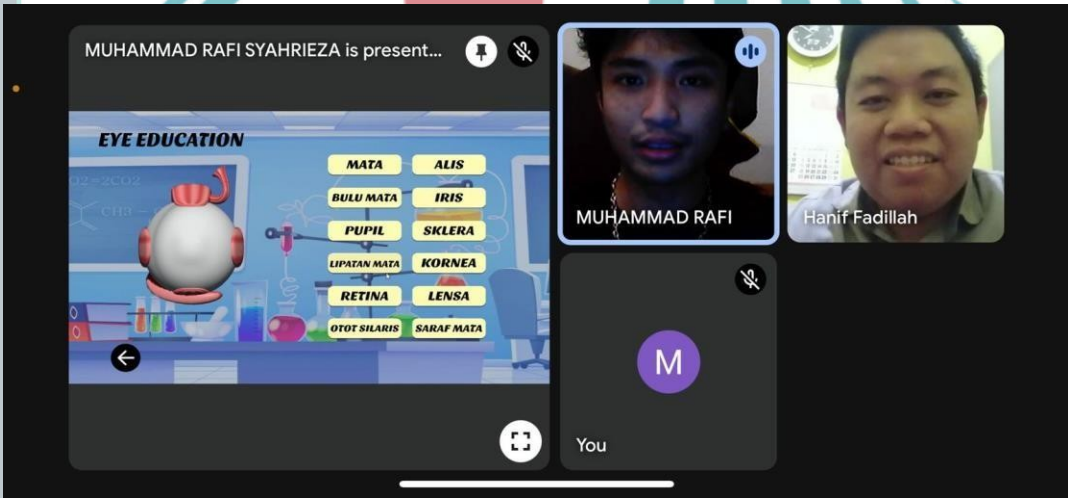 MUHAMMAD RAFI SYAHRIEZA is present...
EYE EDUCATION
MATA ALIS
BULU MATA IRIS
PUPIL SKLERA
LIPATAN MATA KORNEA
RETINA LENSA
OTOT SILARIS SARAF MATA
MUHAMMAD RAFI
Hanif Fadillah
M
You